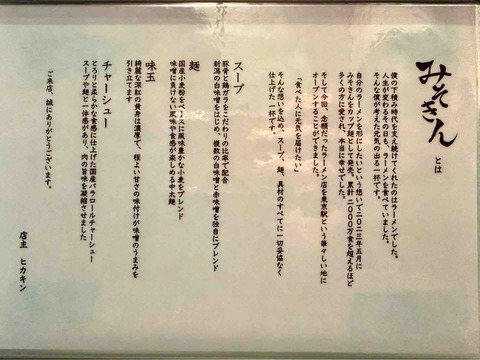 みそきん とは
僕の下積み時代を支え続けてくれたのはラーメンでした。
人生が変わるその日も、ラーメンを食べていました。
そんな僕が考えた元気の出る一杯です。
自分のラーメンを形にしたいという想いで二〇二三年五月に
みそきんカップ麺として発売。累計二〇〇〇万食を超えるほど
多くの方に愛され、本当に幸せでした。
そして今回、念願だったラーメン店を東京駅という華々しい地に
オープンすることができました。
「食べた人に元気を届けたい」
そんな想いを込め、スープ、麺、具材のすべてに一切妥協なく
仕上げた一杯です。
スープ
豚骨と鶏ガラをこだわりの比率で配合
新潟の白味噌をはじめ、複数の白味噌と赤味噌を独自にブレンド
麺
国産小麦粉をベースに風味豊かな小麦をブレンド
味噌に負けない風味や食感が楽しめる中太麺
味玉
綺麗な深紅の黄身は濃厚で、程よい甘さの味付けが味噌のうまみを
引き立てます
チャーシュー
とろりと柔らかな食感に仕上げた国産バラロールチャーシュー
スープや麺と一体感があり、肉の旨味を凝縮させました
ご来店、誠にありがとうございます。
店主 ヒカキン